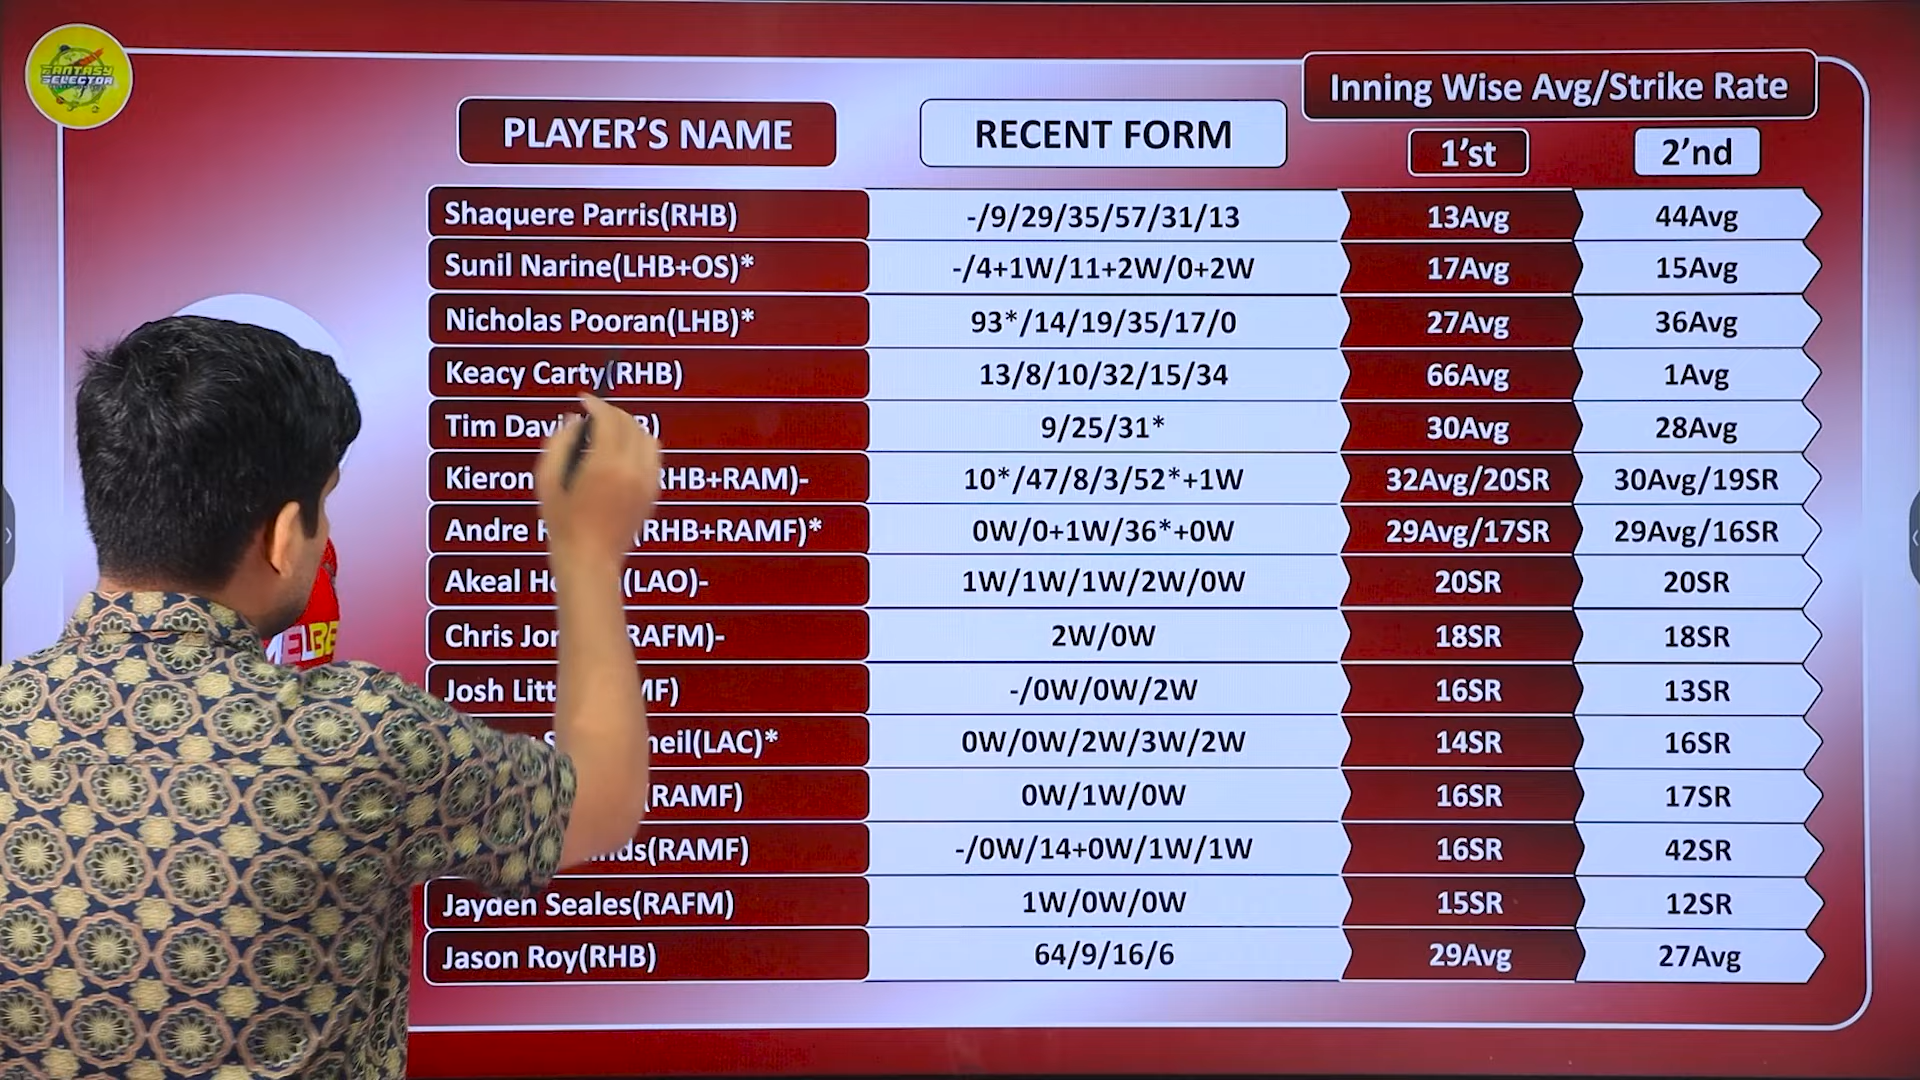 FANTASY
SELECTOR
Inning Wise Avg/Strike Rate
PLAYER'S NAME RECENT FORM 1'st 2'nd
Shaquere Parris(RHB) -/9/29/35/57/31/13 13Avg 44Avg
Sunil Narine(LHB+OS)* -/4+1W/11+2W/0+2W 17Avg 15Avg
Nicholas Pooran(LHB)* 93*/14/19/35/17/0 27Avg 36Avg
Keacy Carty(RHB) 13/8/10/32/15/34 66Avg 1Avg
Tim 9/25/31* 30Avg 28Avg
Kieron RHB+RAM)- 10*/47/8/3/52*+1W 32Avg/20SR 30Avg/19SR
Andre (RHB+RAMF)* 0W/0+1W/36*+0W 29Avg/17SR 29Avg/16SR
Akeal (LAO)- 1W/1W/1W/2W/0W 20SR 20SR
Chris RAFM)- 2W/0W 18SR 18SR
Josh -/0W/0W/2W 16SR 13SR
(LAC)* 0W/0W/2W/3W/2W 14SR 16SR
(RAMF) 0W/1W/0W 16SR 17SR
(RAMF) -/0W/14+0W/1W/1W 16SR 42SR
Jayden Seales(RAFM) 1W/0W/0W 15SR 12SR
Jason Roy(RHB) 64/9/16/6 29Avg 27Avg